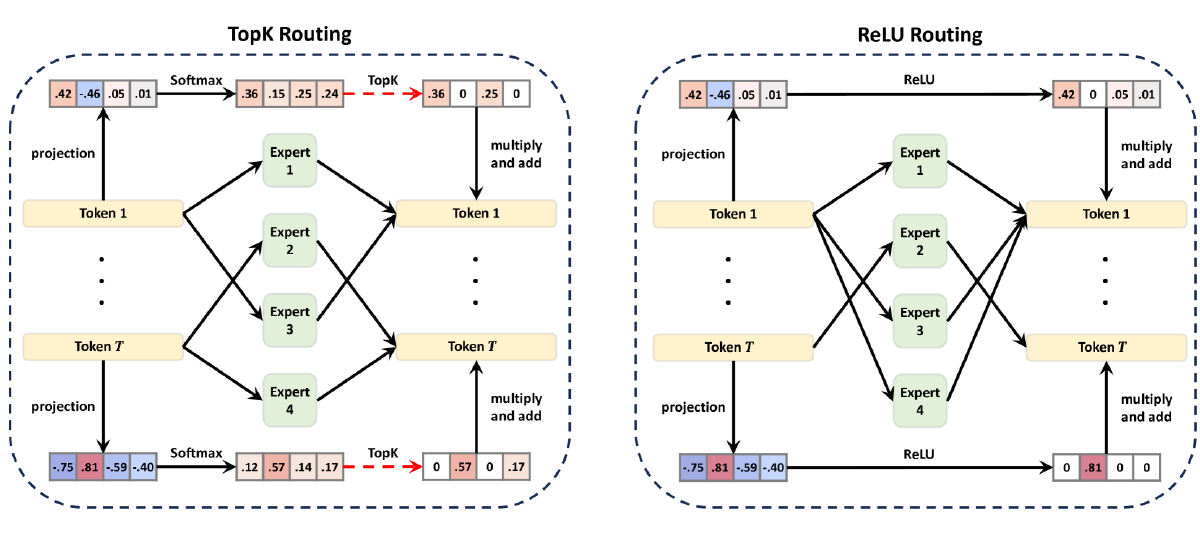 TopK Routing
.42 -.46 .05 .01
Softmax
.36 .15 .25 .24
TopK
.36 0 .25 0
projection
Expert
1
multiply
and add
Token 1
Token 1
Expert
2
Expert
3
Token T
Token T
projection
Expert
4
multiply
and add
-.75 .81 -.59 -.40
Softmax
.12 .57 .14 .17
TopK
0 .57 0 .17
ReLU Routing
.42 -.46 .05 .01
ReLU
.42 0 .05 .01
projection
Expert
1
multiply
and add
Token 1
Token 1
Expert
2
Expert
3
Token T
Token T
projection
Expert
4
multiply
and add
-.75 .81 -.59 -.40
ReLU
0 .81 0 0